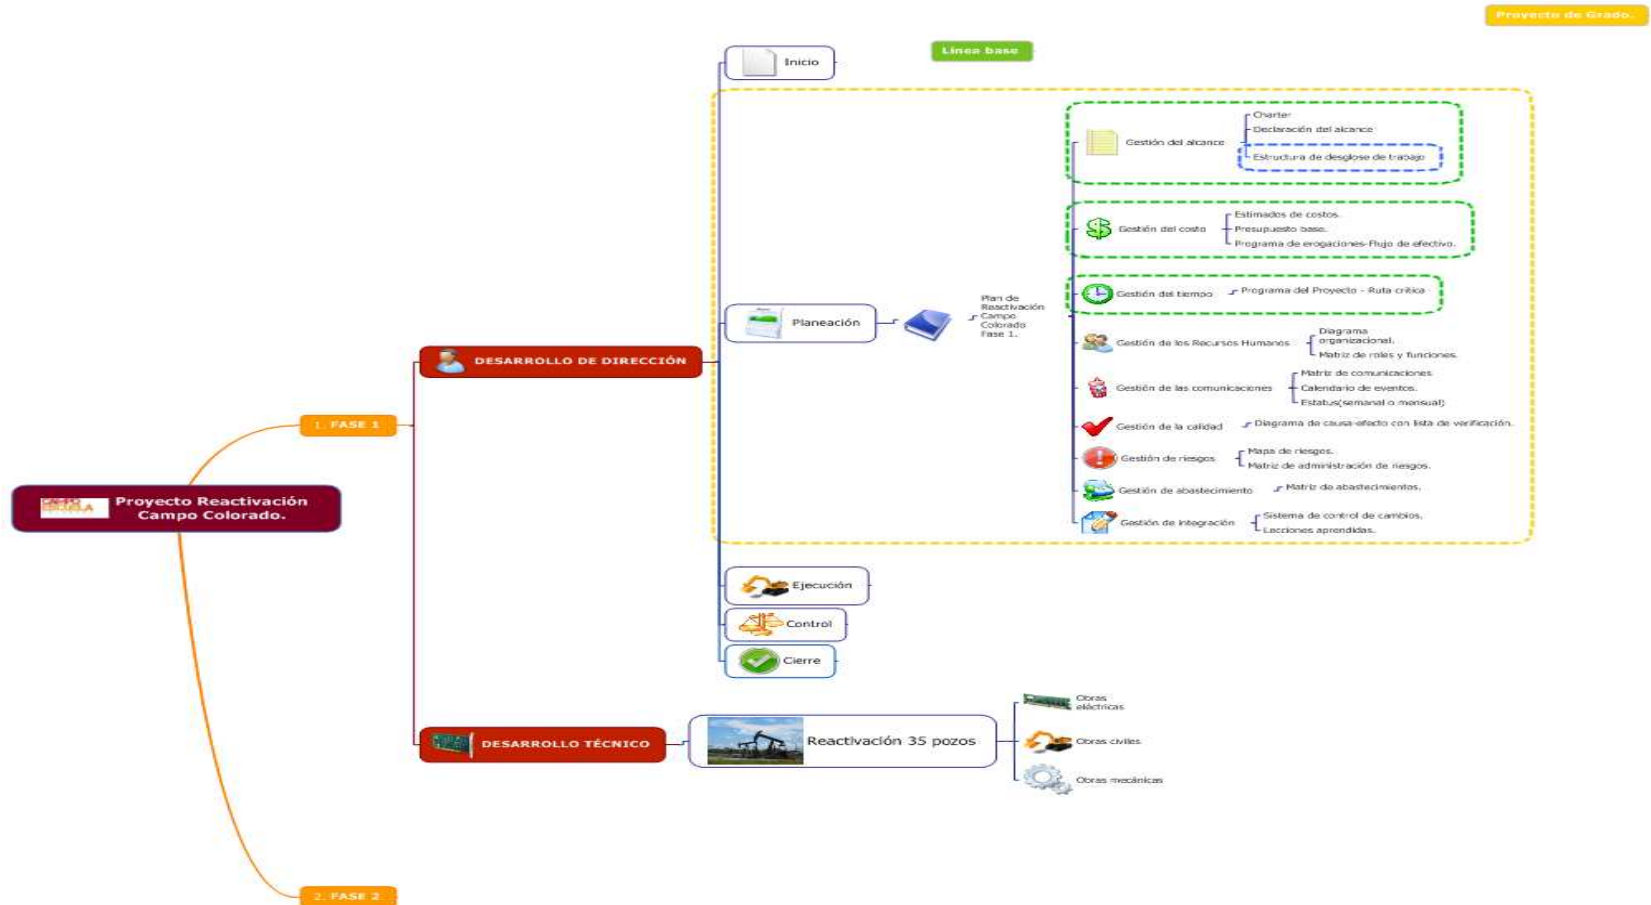 Proyecto de Grado.
Línea base
Inicio
Charter
Declaración del alcance
Gestión del alcance
Estructura de desglose de trabajo
Estimados de costos.
Gestión del costo
Presupuesto base.
Programa de erogaciones-Flujo de efectivo.
Gestión del tiempo
Programa del Proyecto - Ruta crítica
Planeación
Plan de
Reactivación
Campo
Colorado
Fase 1.
Gestión de los Recursos Humanos
Diagrama
organizacional.
Matriz de roles y funciones.
Matriz de comunicaciones
Gestión de las comunicaciones
Calendario de eventos.
Estatus(semanal o mensual)
Gestión de la calidad
Diagrama de causa-efecto con lista de verificación.
Gestión de riesgos
Mapa de riesgos.
Matriz de administración de riesgos.
Gestión de abastecimiento
Matriz de abastecimientos.
Gestión de integración
Sistema de control de cambios.
Lecciones aprendidas.
DESARROLLO DE DIRECCIÓN
1. FASE 1
Proyecto Reactivación
Campo Colorado.
Ejecución
Control
Cierre
DESARROLLO TÉCNICO
Reactivación 35 pozos
Obras
eléctricas
Obras civiles
Obras mecánicas
2. FASE 2